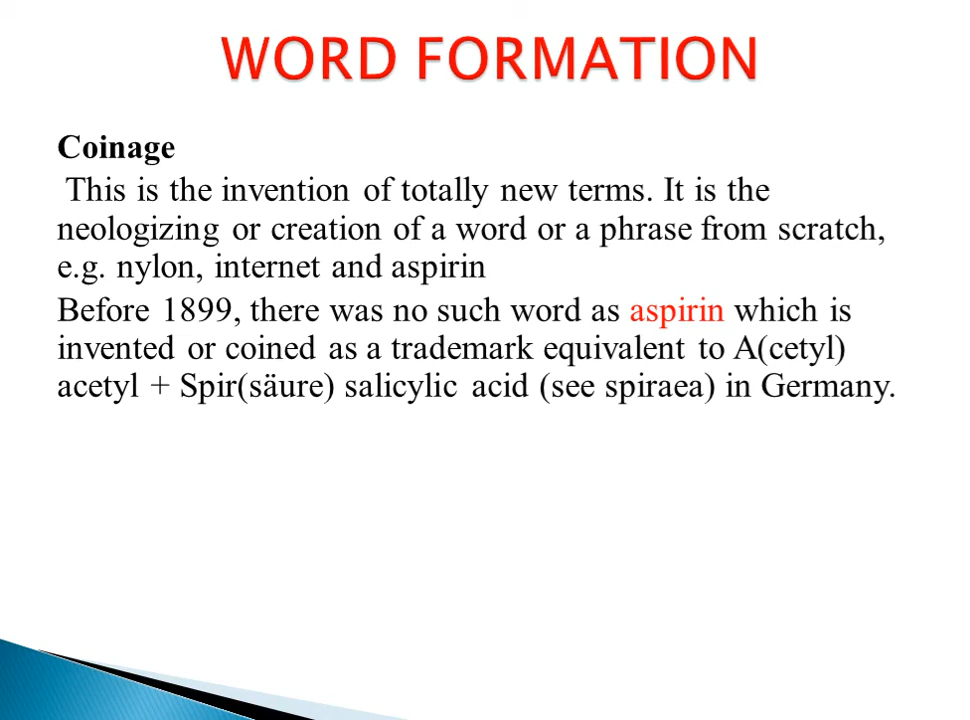 WORD FORMATION
Coinage
This is the invention of totally new terms. It is the
neologizing or creation of a word or a phrase from scratch,
e.g. nylon, internet and aspirin
Before 1899, there was no such word as aspirin which is
invented or coined as a trademark equivalent to A(cetyl)
acetyl + Spir(säure) salicylic acid (see spiraea) in Germany.